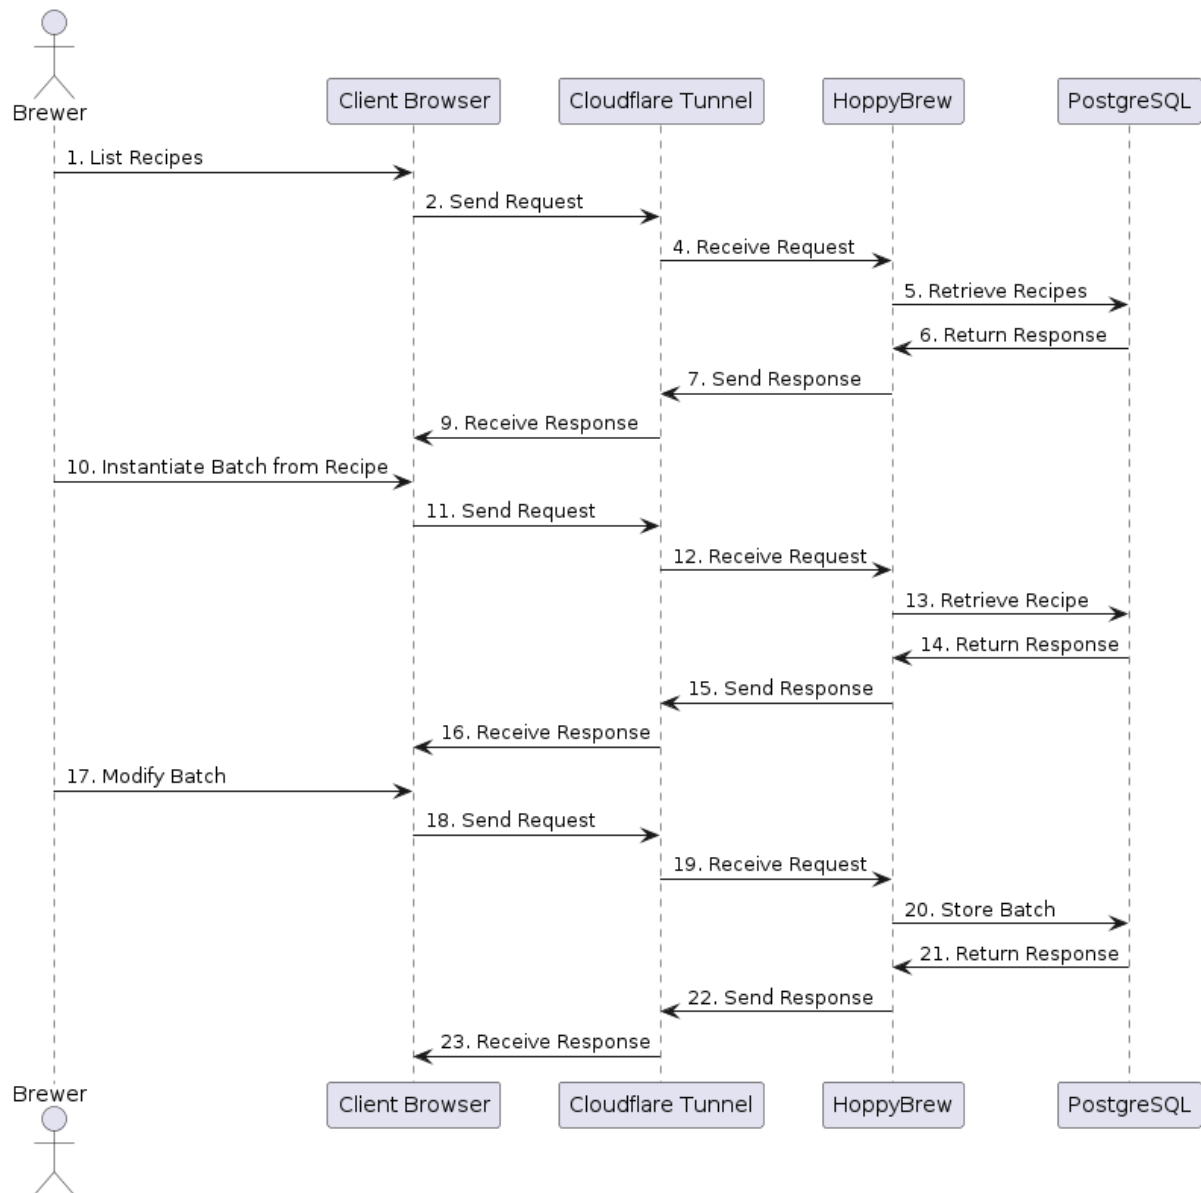 Brewer
Client Browser
Cloudflare Tunnel
HoppyBrew
PostgreSQL
1. List Recipes
2. Send Request
4. Receive Request
5. Retrieve Recipes
6. Return Response
7. Send Response
9. Receive Response
10. Instantiate Batch from Recipe
11. Send Request
12. Receive Request
13. Retrieve Recipe
14. Return Response
15. Send Response
16. Receive Response
17. Modify Batch
18. Send Request
19. Receive Request
20. Store Batch
21. Return Response
22. Send Response
23. Receive Response
Brewer
Client Browser
Cloudflare Tunnel
HoppyBrew
PostgreSQL